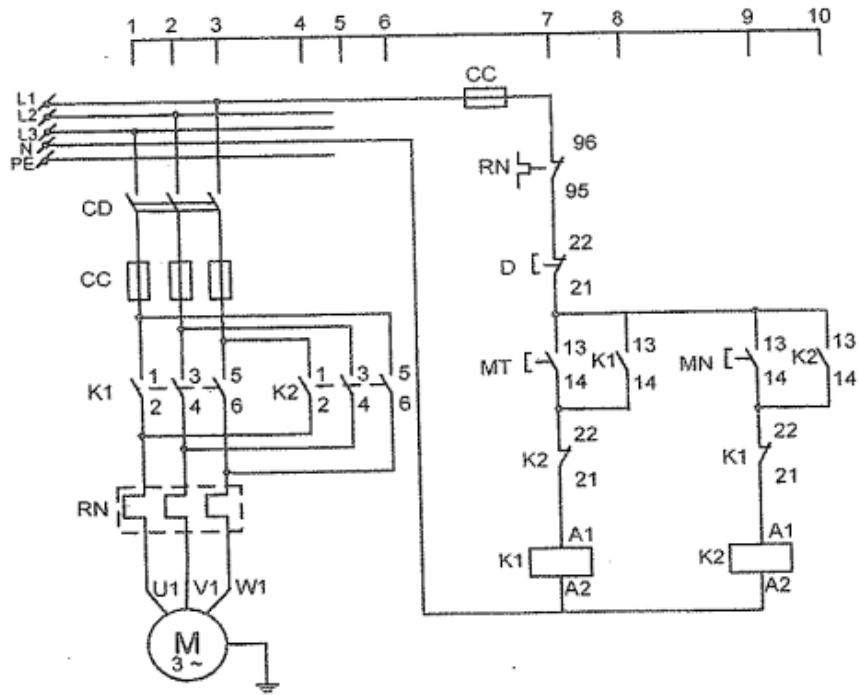 1 2 3 4 5 6 7 8 9 10
CC
L1
L2
L3
N
PE
96
RN
95
CD
22
D
21
CC
13 13 13 13
MT K1 MN K2
14 14 14 14
K1 1 3 5 K2 1 3 5
2 4 6 2 4 6
22 22
K2 K1
21 21
RN
A1 A1
K1 K2
A2 A2
U1 V1 W1
M
3 ~